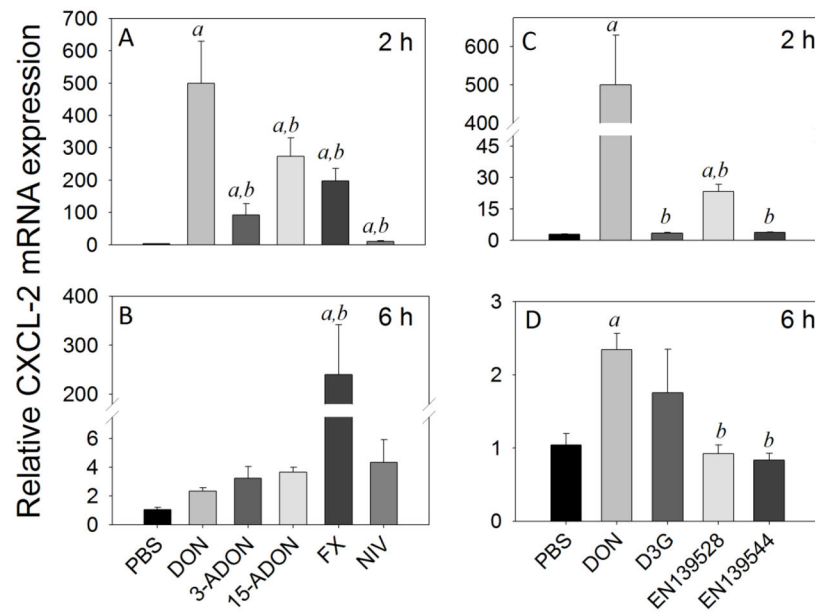 Relative CXCL-2 mRNA expression
A
2 h
700
600
500
400
300
200
100
0
a
a,b
a,b
a,b
a,b
B
6 h
400
300
200
6
4
2
0
a,b
PBS
DON
3-ADON
15-ADON
FX
NIV
C
2 h
600
500
400
45
30
15
0
a
b
a,b
b
D
6 h
3
2
1
0
a
b
b
PBS
DON
D3G
EN139528
EN139544